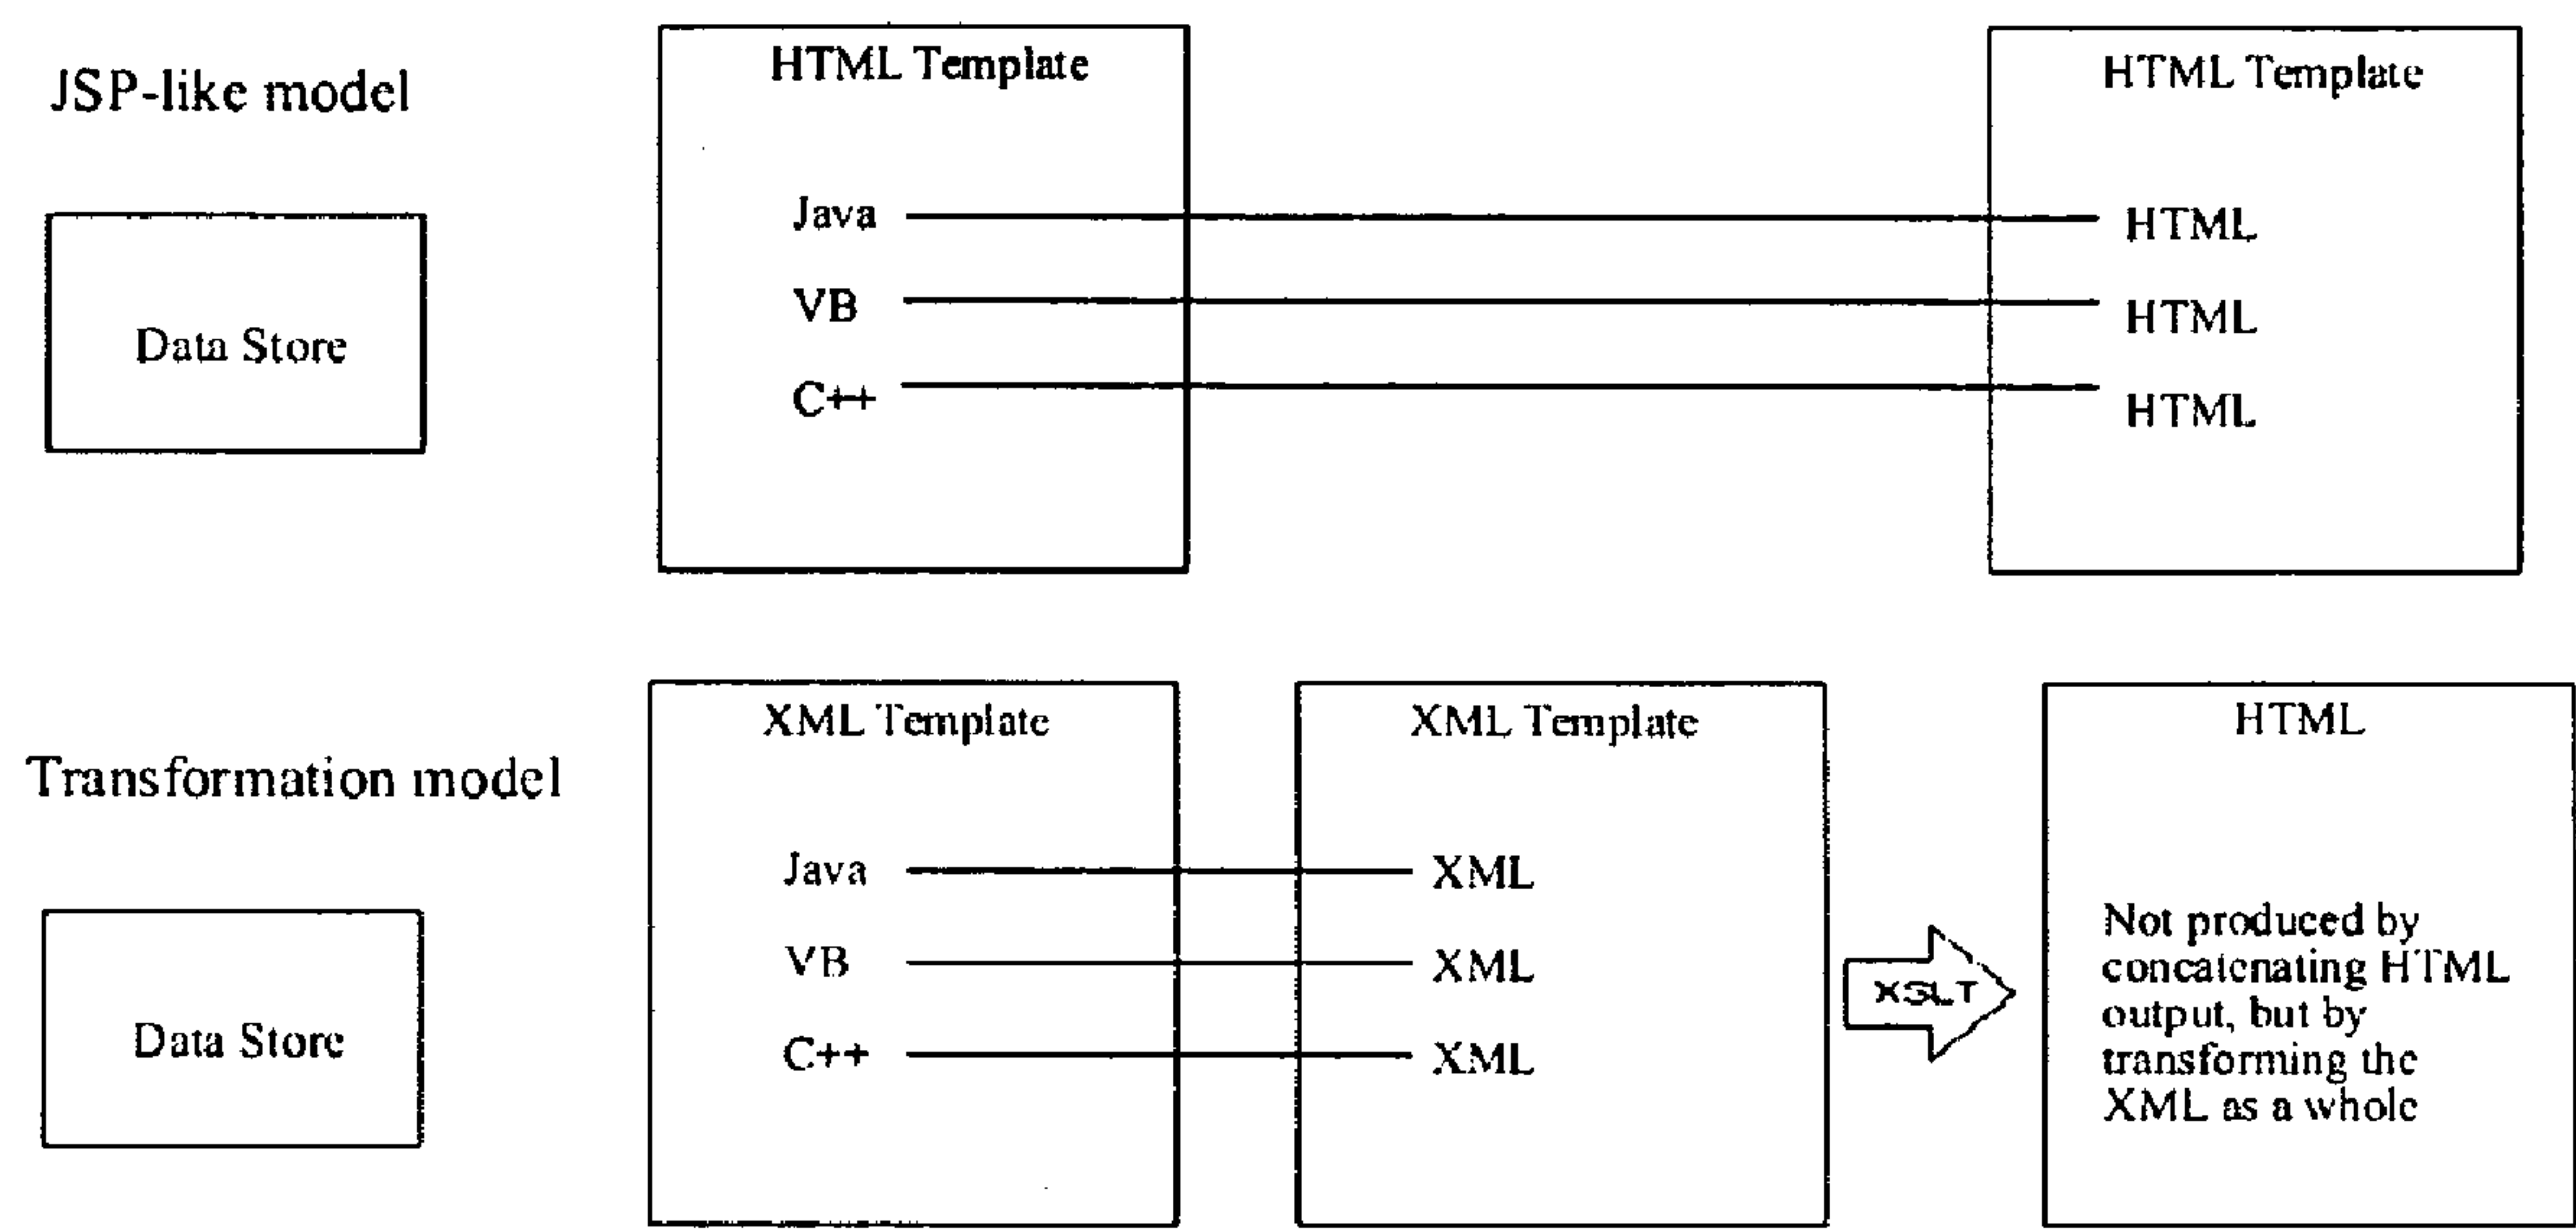 JSP-like model
Data Store
HTML Template
Java
VB
C++
HTML Template
HTML
HTML
HTML
Transformation model
Data Store
XML Template
Java
VB
C++
XML Template
XML
XML
XML
XSLT
HTML
Not produced by
concatenating HTML
output, but by
transforming the
XML as a whole